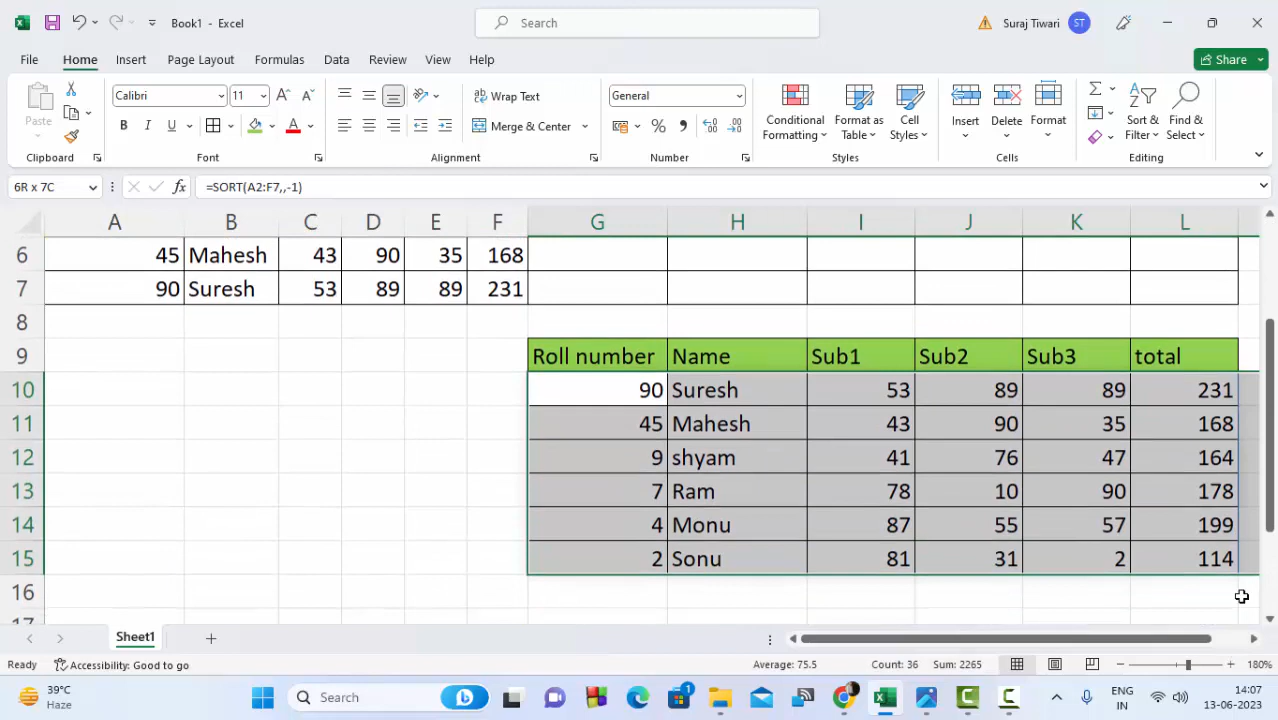 Book1 - Excel
Search
Suraj Tiwari
ST
File Home Insert Page Layout Formulas Data Review View Help
Share
Paste
Calibri 11
B I U A
Wrap Text
Merge & Center
General
Conditional Formatting
Format as Table
Cell Styles
Insert Delete Format
Sort & Filter
Find & Select
Clipboard Font Alignment Number Styles Cells Editing
6R x 7C fx =SORT(A2:F7,,-1)
A B C D E F G H I J K L
6 45 Mahesh 43 90 35 168
7 90 Suresh 53 89 89 231
8
9 Roll number Name Sub1 Sub2 Sub3 total
10 90 Suresh 53 89 89 231
11 45 Mahesh 43 90 35 168
12 9 shyam 41 76 47 164
13 7 Ram 78 10 90 178
14 4 Monu 87 55 57 199
15 2 Sonu 81 31 2 114
16
17
Sheet1
Ready Accessibility: Good to go Average: 75.5 Count: 36 Sum: 2265 180%
39°C
Haze
Search
1
ENG
IN
14:07
13-06-2023